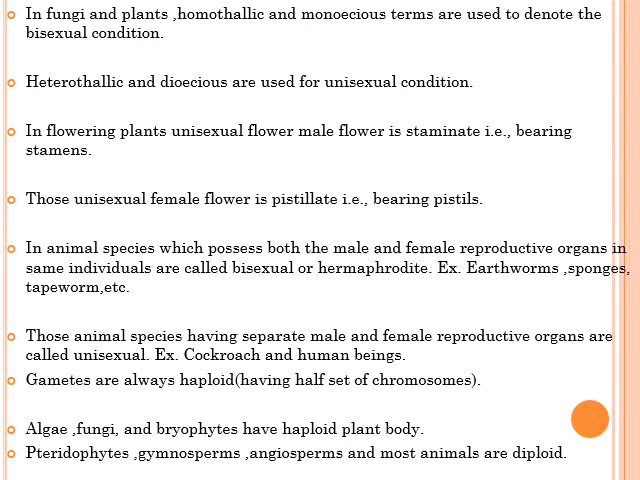 In fungi and plants ,homothallic and monoecious terms are used to denote the
bisexual condition.
Heterothallic and dioecious are used for unisexual condition.
In flowering plants unisexual flower male flower is staminate i.e., bearing
stamens.
Those unisexual female flower is pistillate i.e., bearing pistils.
In animal species which possess both the male and female reproductive organs in
same individuals are called bisexual or hermaphrodite. Ex. Earthworms ,sponges,
tapeworm,etc.
Those animal species having separate male and female reproductive organs are
called unisexual. Ex. Cockroach and human beings.
Gametes are always haploid(having half set of chromosomes).
Algae ,fungi, and bryophytes have haploid plant body.
Pteridophytes ,gymnosperms ,angiosperms and most animals are diploid.